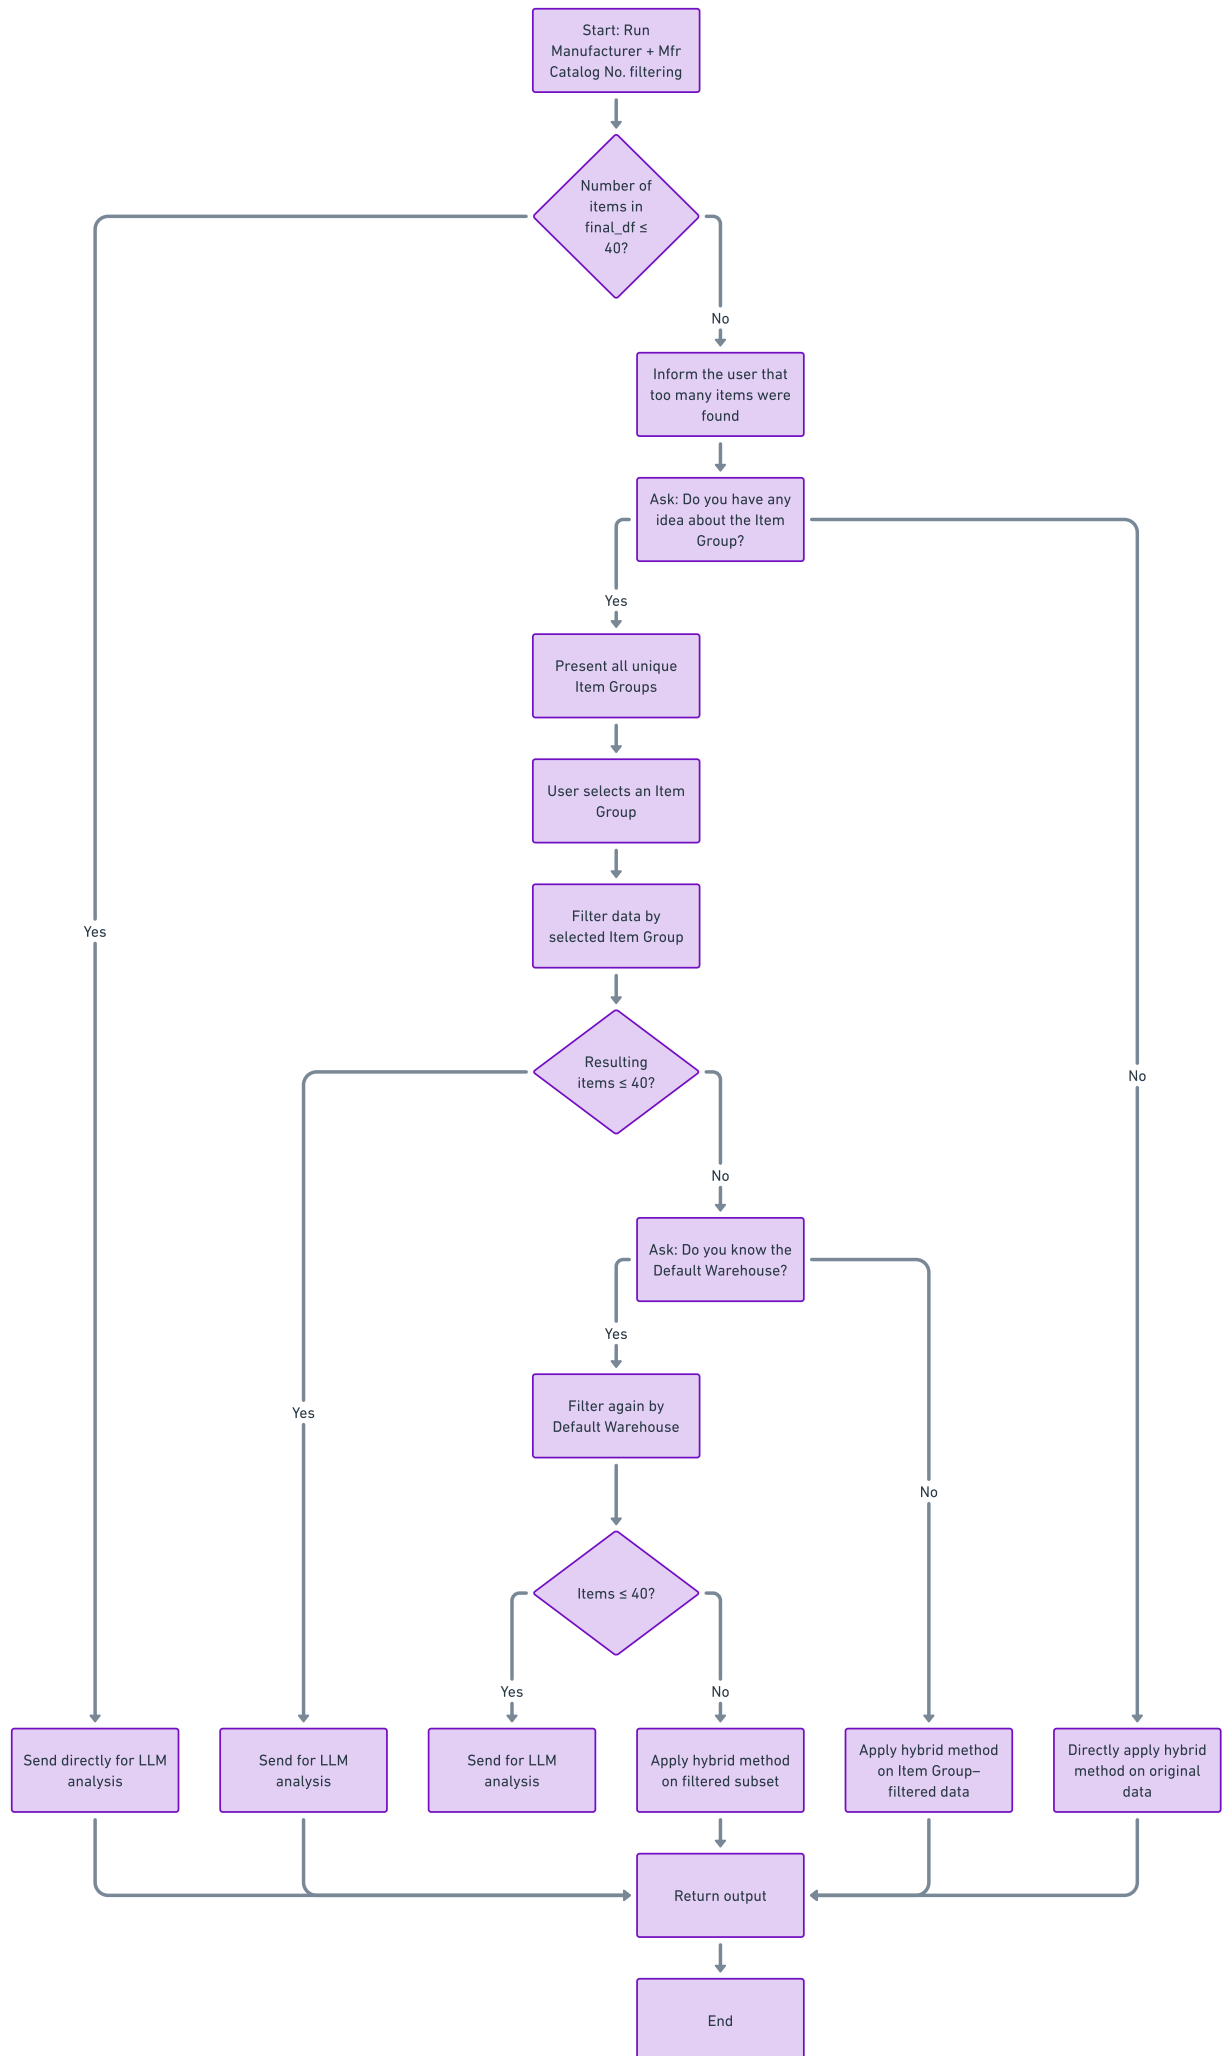 Start: Run
Manufacturer + Mfr
Catalog No. filtering
Number of
items in
final_df ≤
40?
No
Inform the user that
too many items were
found
Ask: Do you have any
idea about the Item
Group?
Yes
Present all unique
Item Groups
User selects an Item
Group
Filter data by
selected Item Group
Yes
Resulting
items ≤ 40?
No
No
Ask: Do you know the
Default Warehouse?
Yes
Filter again by
Default Warehouse
Yes
No
Items ≤ 40?
Yes
No
Send directly for LLM
analysis
Send for LLM
analysis
Send for LLM
analysis
Apply hybrid method
on filtered subset
Apply hybrid method
on Item Group–
filtered data
Directly apply hybrid
method on original
data
Return output
End